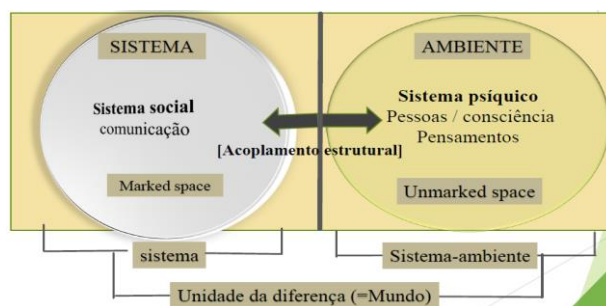 SISTEMA
AMBIENTE
Sistema social
comunicação
Sistema psíquico
Pessoas / consciência
Pensamentos
[Acoplamento estrutural]
Marked space
Unmarked space
sistema
Sistema-ambiente
Unidade da diferença (=Mundo)